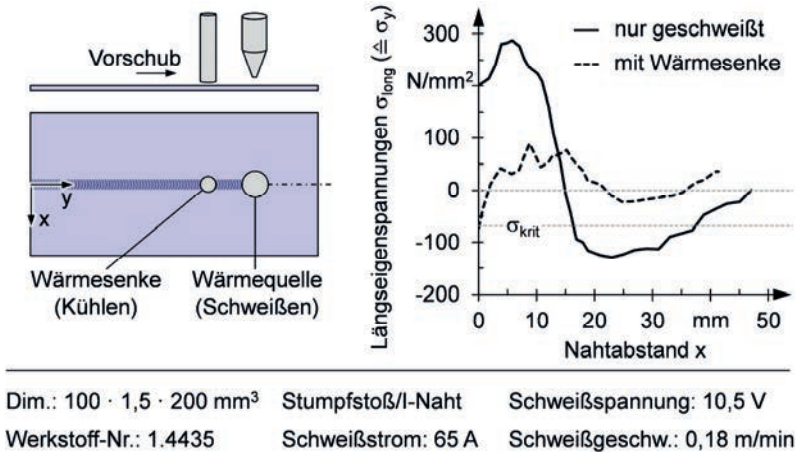 Vorschub
y
x
Wärmesenke
(Kühlen)
Wärmequelle
(Schweißen)
Längseigenspannungen σlong (≙ σy)
300
N/mm²
100
0
-100
-200
nur geschweißt
mit Wärmesenke
σkrit
0 10 20 30 mm 50
Nahtabstand x
Dim.: 100 · 1,5 · 200 mm³ Stumpfstoß/I-Naht Schweißspannung: 10,5 V
Werkstoff-Nr.: 1.4435 Schweißstrom: 65 A Schweißgeschw.: 0,18 m/min